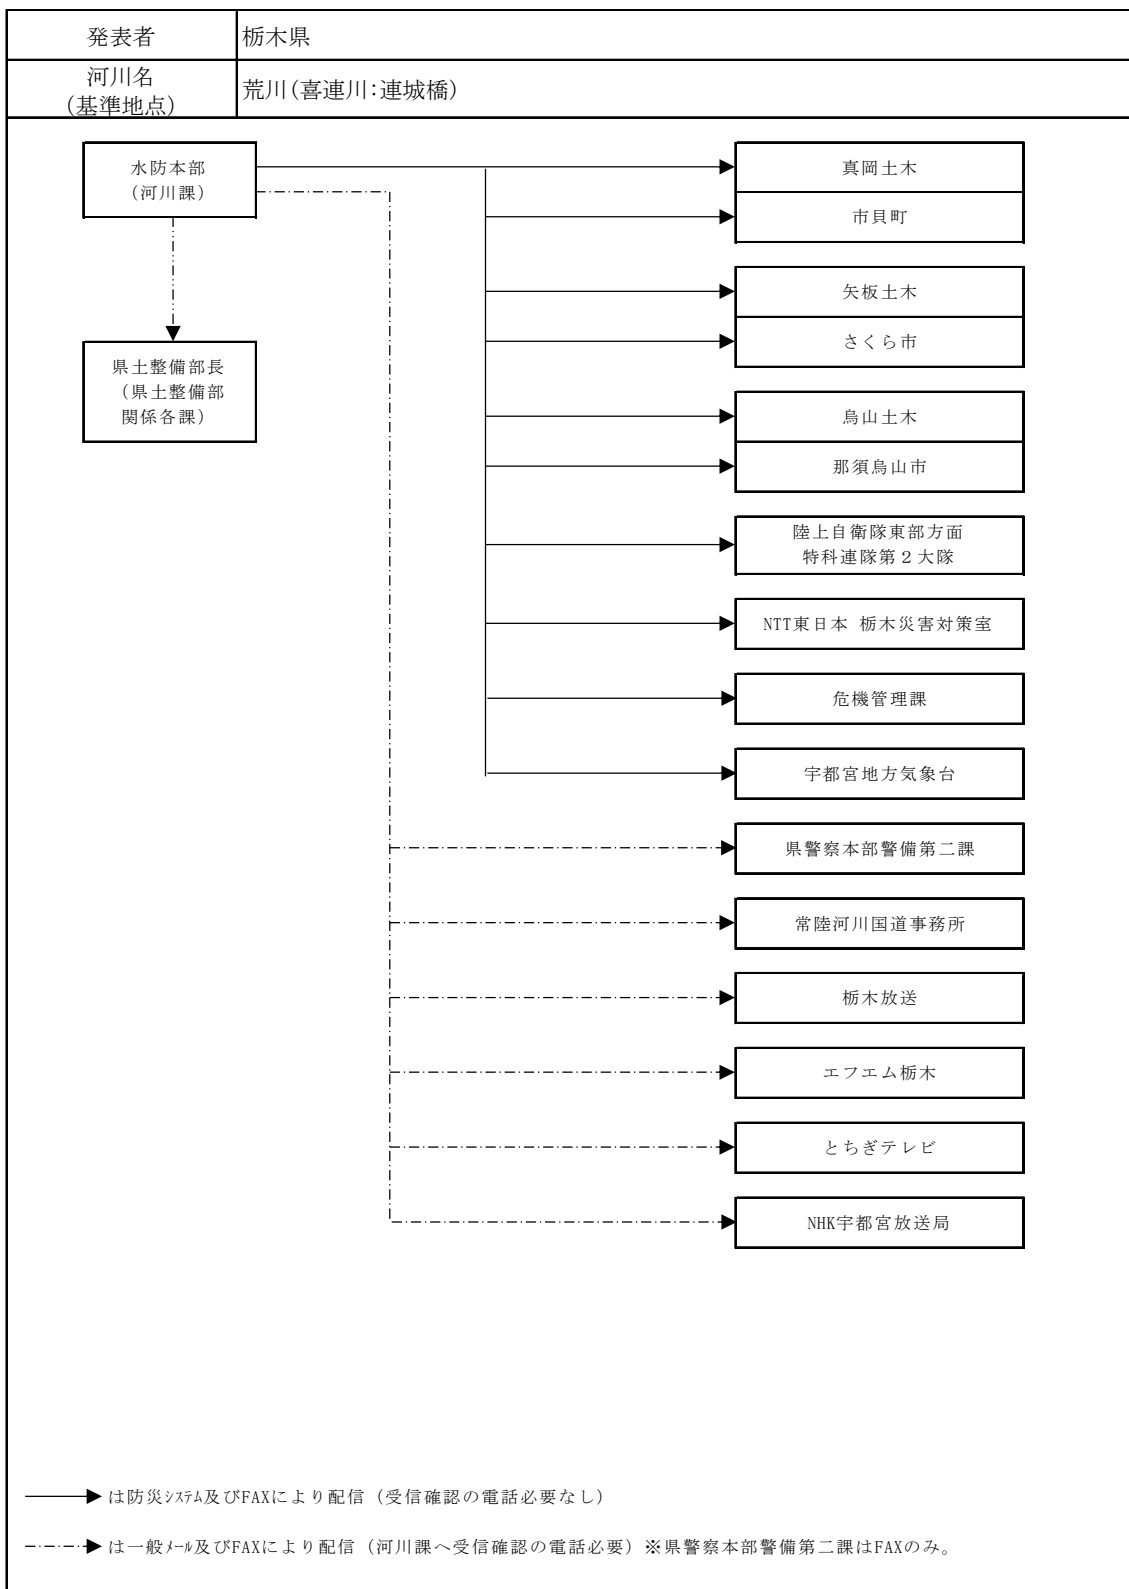 発表者
栃木県
河川名
(基準地点)
荒川(喜連川:連城橋)
水防本部
(河川課)
県土整備部長
(県土整備部
関係各課)
真岡土木
市貝町
矢板土木
さくら市
烏山土木
那須烏山市
陸上自衛隊東部方面
特科連隊第２大隊
NTT東日本 栃木災害対策室
危機管理課
宇都宮地方気象台
県警察本部警備第二課
常陸河川国道事務所
栃木放送
エフエム栃木
とちぎテレビ
NHK宇都宮放送局
は防災ｼｽﾃﾑ及びFAXにより配信（受信確認の電話必要なし）
は一般ﾒｰﾙ及びFAXにより配信（河川課へ受信確認の電話必要）※県警察本部警備第二課はFAXのみ。